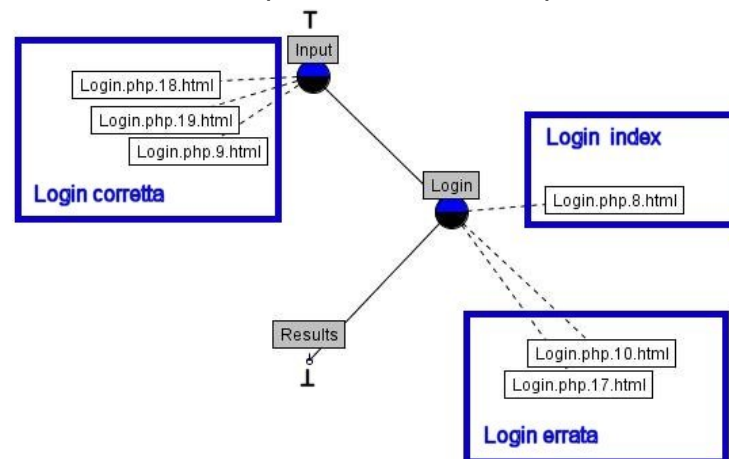 T
Input
Login.php.18.html
Login.php.19.html
Login.php.9.html
Login corretta
Login index
Login
Login.php.8.html
Results
⊥
Login.php.10.html
Login.php.17.html
Login errata